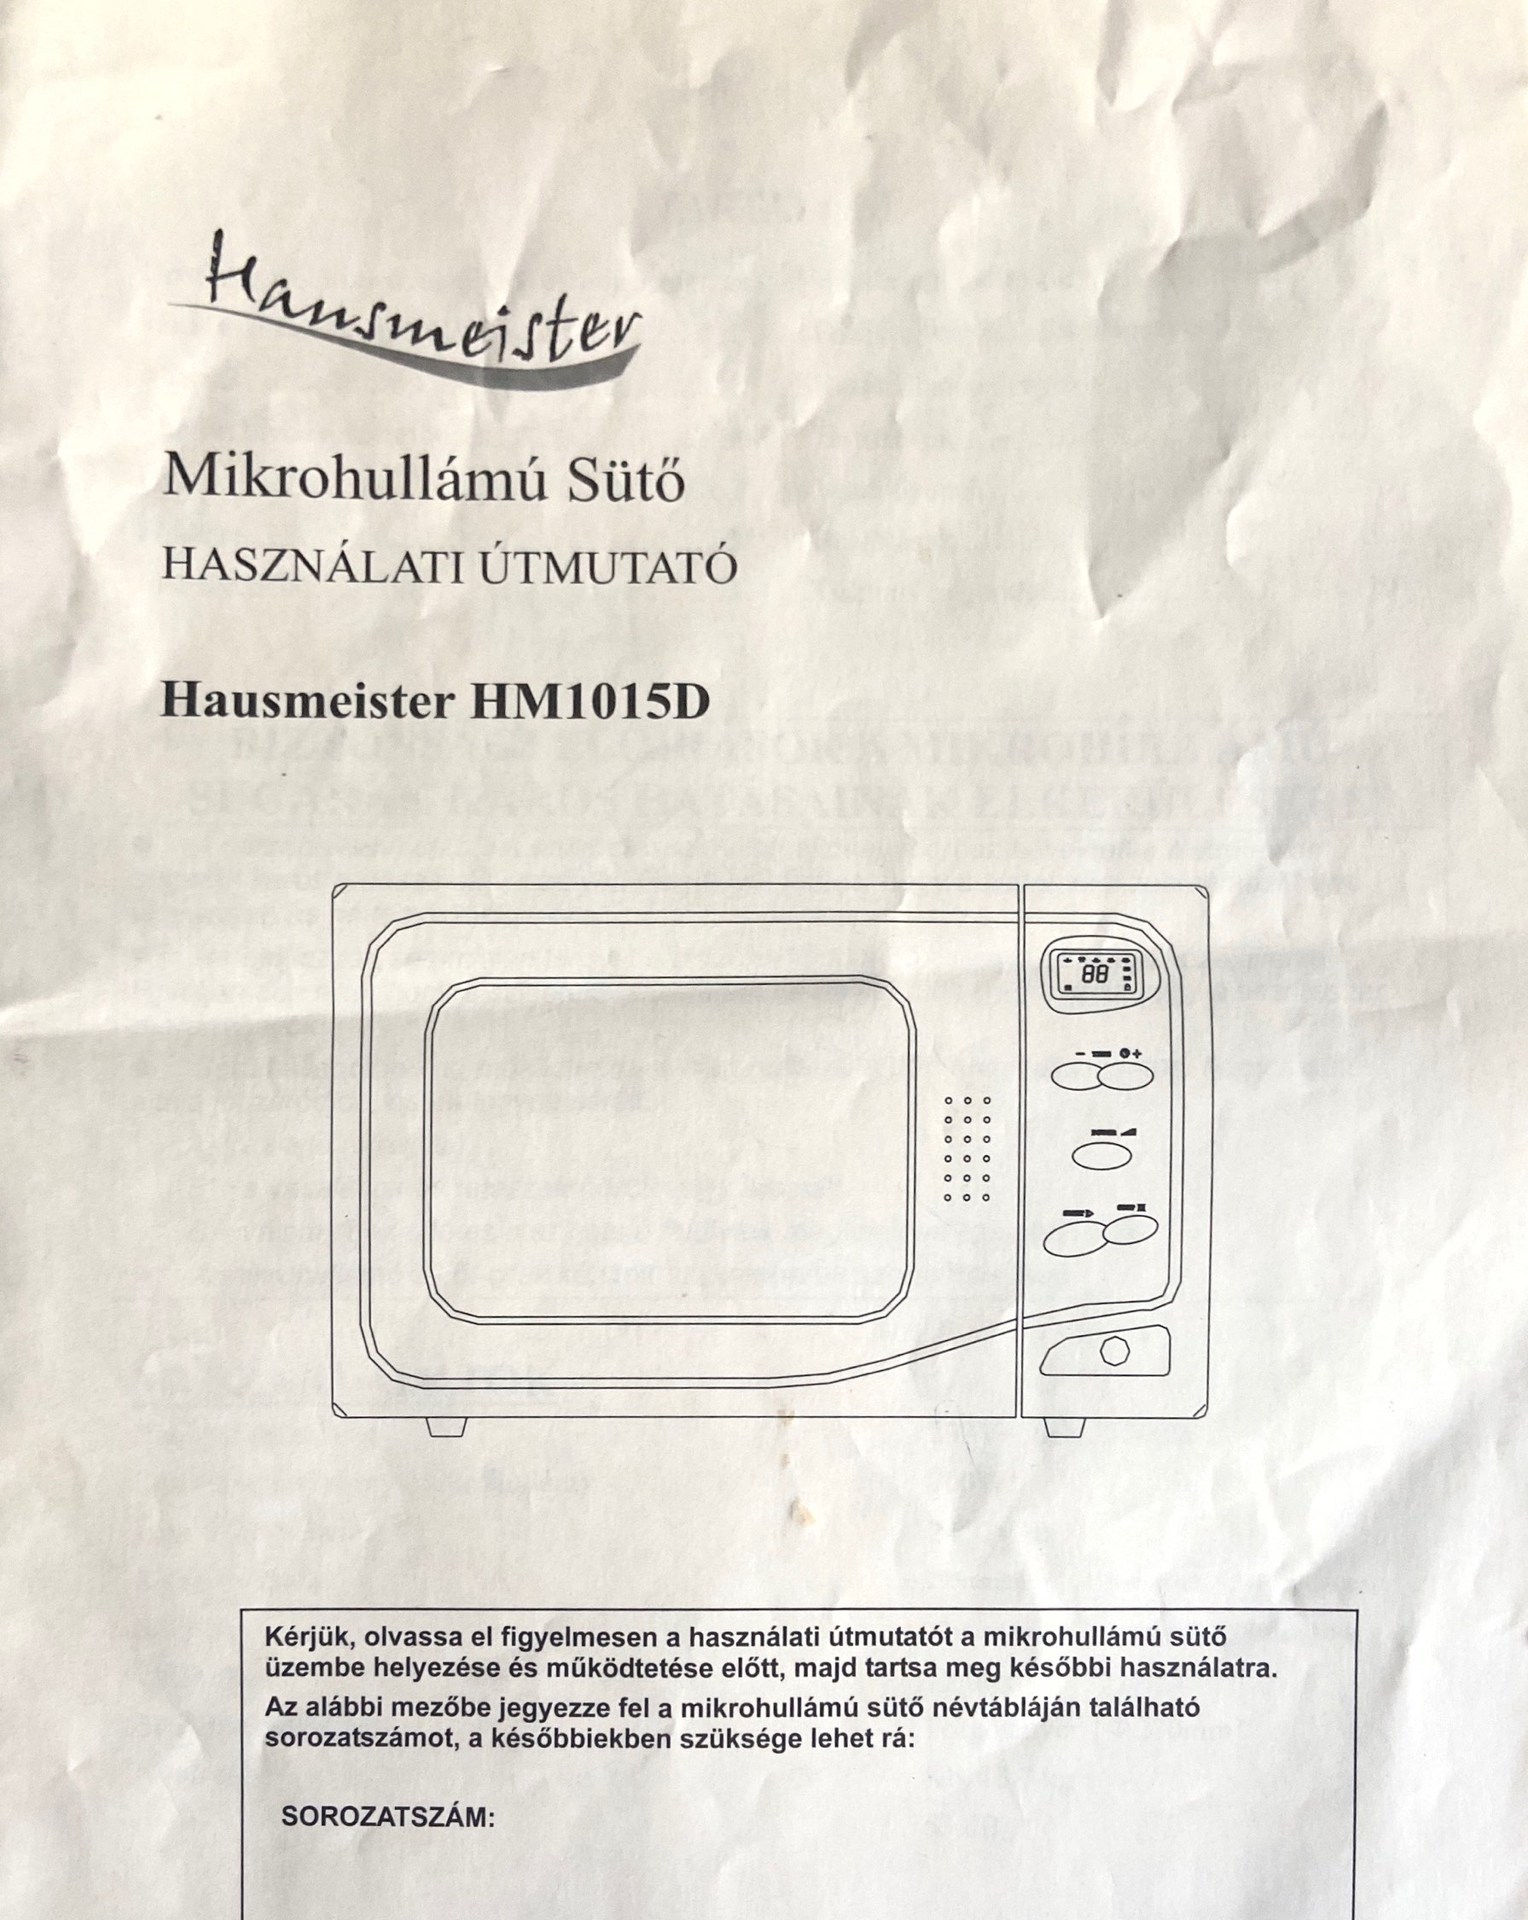 Hausmeister
Mikrohullámú Sütő
HASZNÁLATI ÚTMUTATÓ
Hausmeister HM1015D
88
Kérjük, olvassa el figyelmesen a használati útmutatót a mikrohullámú sütő
üzembe helyezése és működtetése előtt, majd tartsa meg későbbi használatra.
Az alábbi mezőbe jegyezze fel a mikrohullámú sütő névtábláján található
sorozatszámot, a későbbiekben szüksége lehet rá:
SOROZATSZÁM: